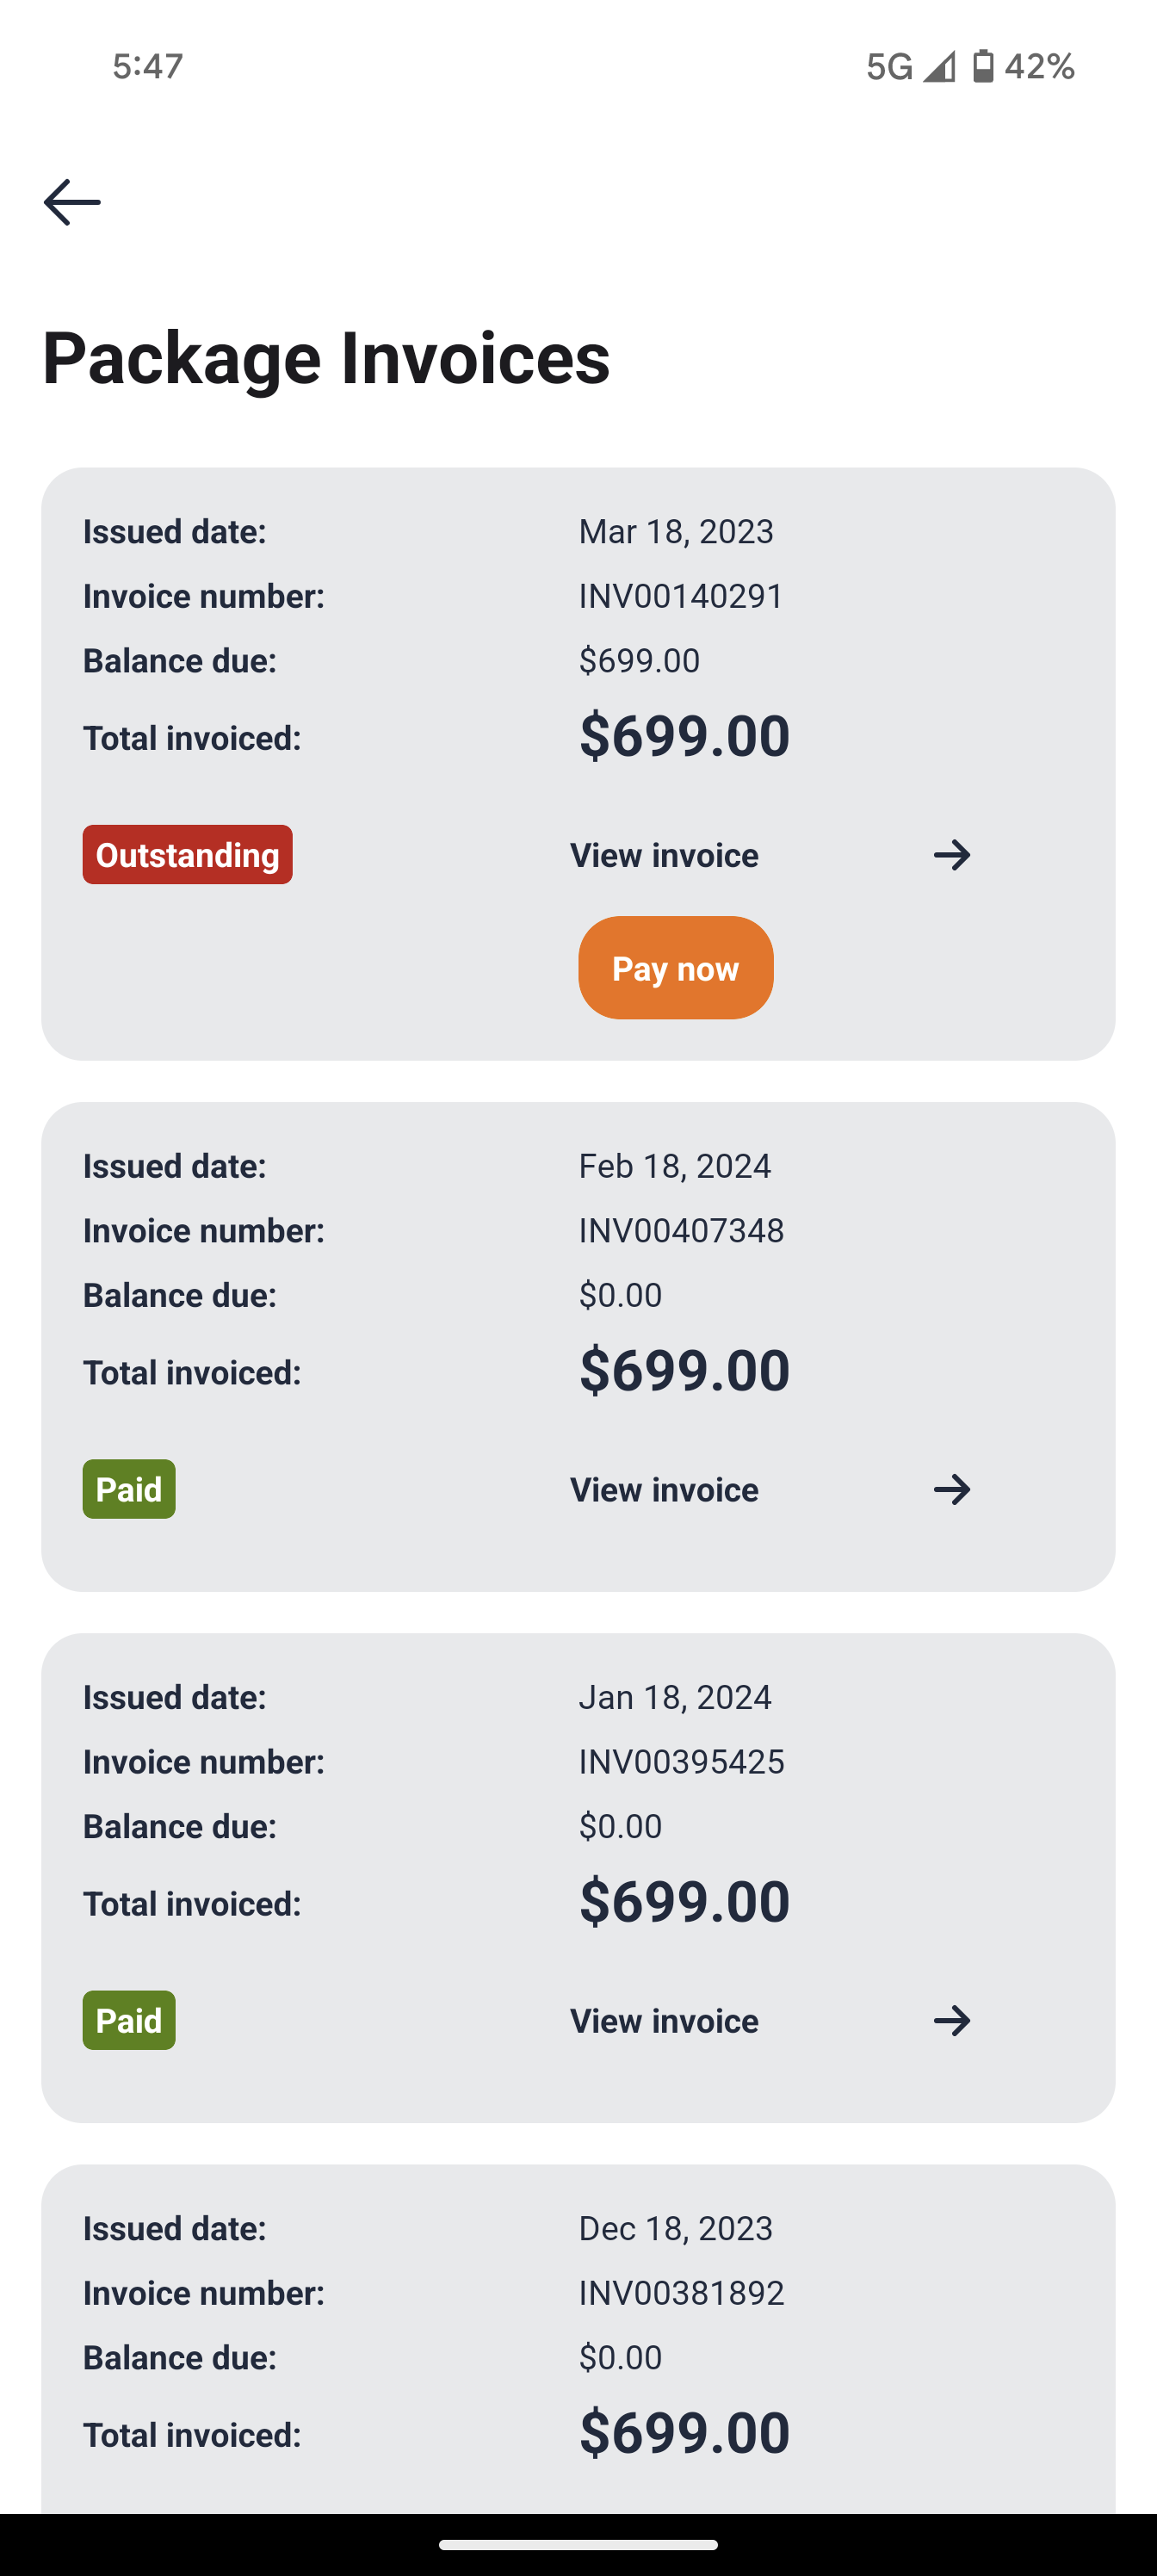 5:47 5G 42%
Package Invoices
Issued date: Mar 18, 2023
Invoice number: INV00140291
Balance due: $699.00
Total invoiced: $699.00
Outstanding View invoice
Pay now
Issued date: Feb 18, 2024
Invoice number: INV00407348
Balance due: $0.00
Total invoiced: $699.00
Paid View invoice
Issued date: Jan 18, 2024
Invoice number: INV00395425
Balance due: $0.00
Total invoiced: $699.00
Paid View invoice
Issued date: Dec 18, 2023
Invoice number: INV00381892
Balance due: $0.00
Total invoiced: $699.00